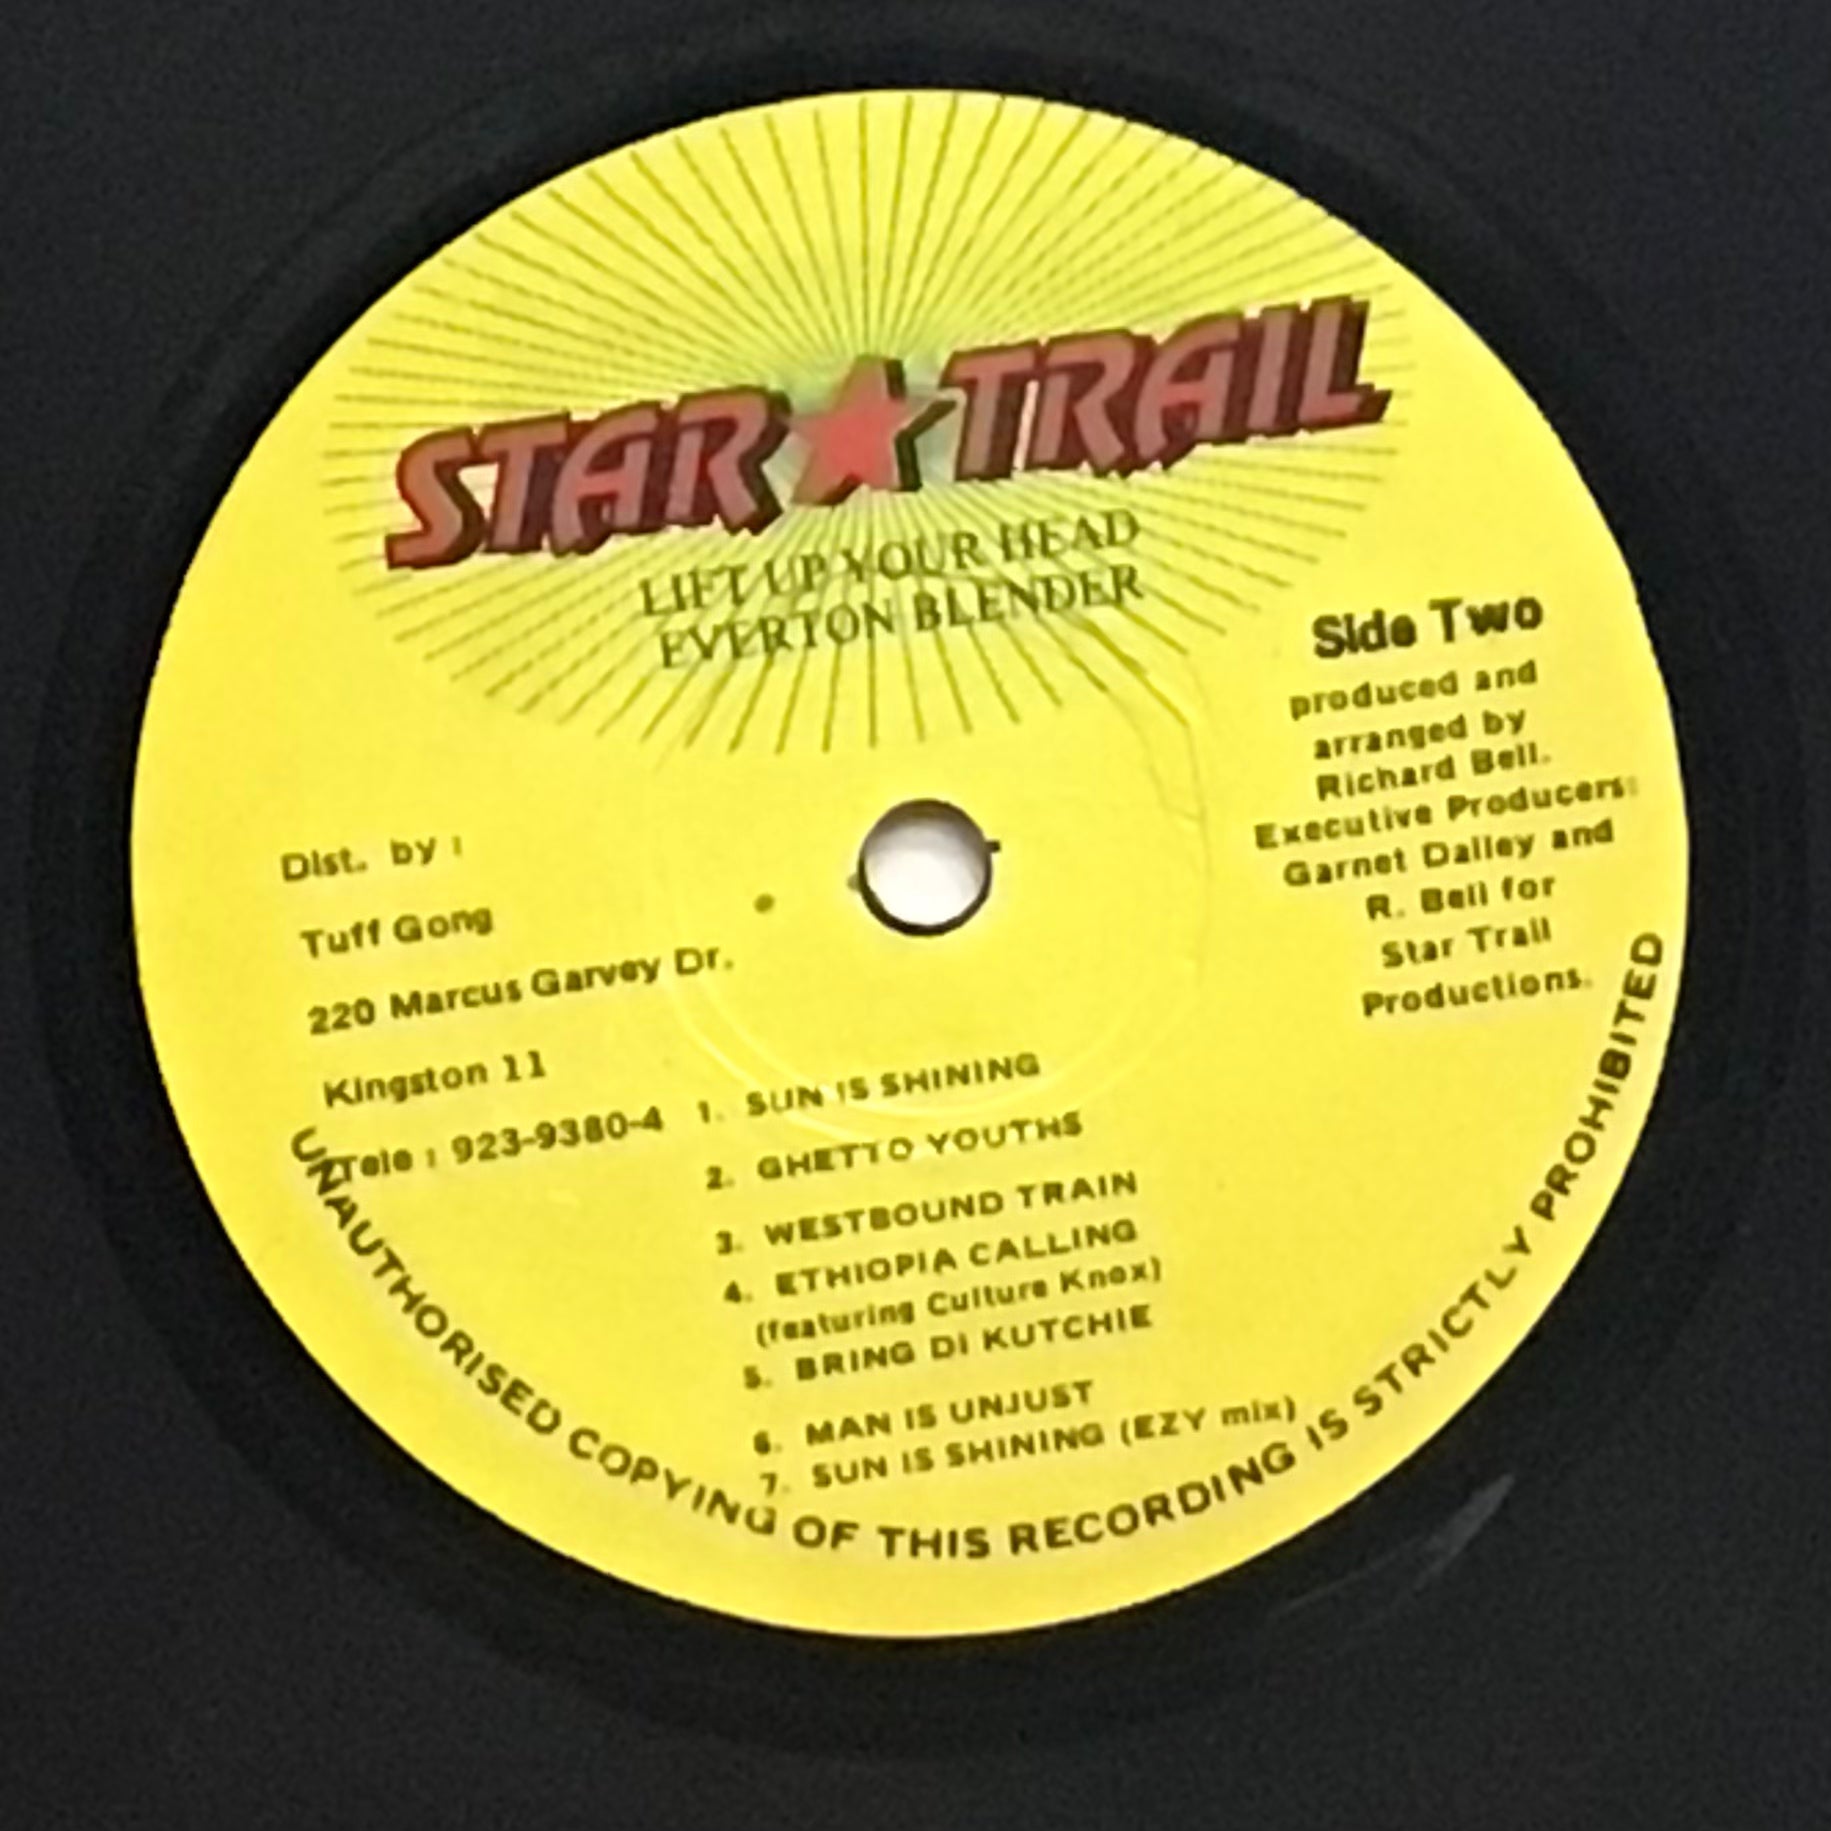 STAR TRAIL
LIFT UP YOUR HEAD
EVERTON BLENDER
Side Two
produced and
arranged by
Richard Bell.
Executive Producers:
Garnet Dalley and
R. Bell for
Star Trail
Productions.
Dist. by :
Tuff Gong
220 Marcus Garvey Dr.
Kingston 11
Tele : 923-9380-4
1. SUN IS SHINING
2. GHETTO YOUTHS
3. WESTBOUND TRAIN
4. ETHIOPIA CALLING
(featuring Culture Knox)
5. BRING DI KUTCHIE
6. MAN IS UNJUST
7. SUN IS SHINING (EZY mix)
UNAUTHORISED COPYING OF THIS RECORDING IS STRICTLY PROHIBITED